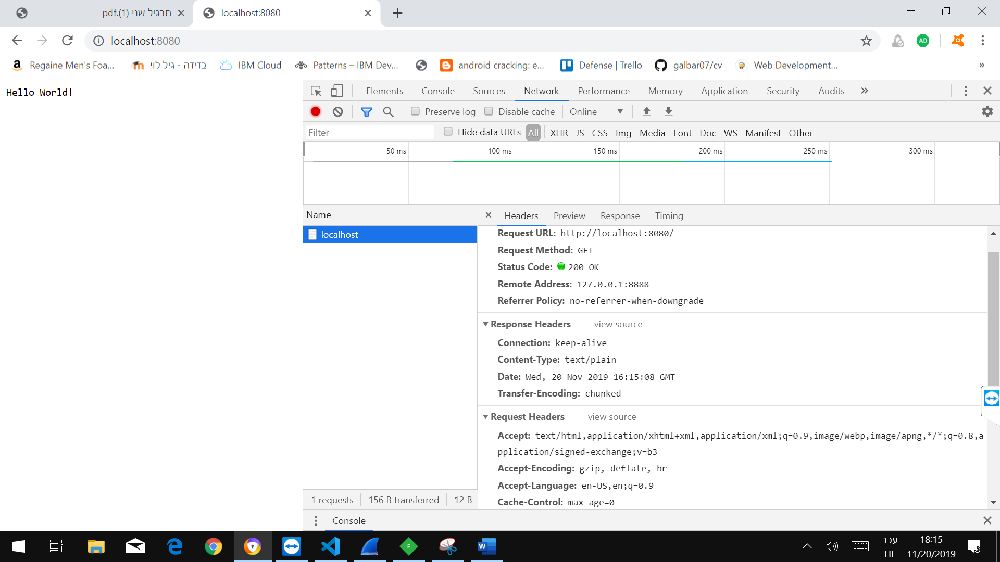 תרגיל שני (1).pdf
localhost:8080
localhost:8080
Regaine Men's Foa...
בדידה - גיל לוי
IBM Cloud
Patterns – IBM Dev...
android cracking: e...
Defense | Trello
galbar07/cv
Web Development...
»
Hello World!
Elements Console Sources Network Performance Memory Application Security Audits »
Preserve log Disable cache Online
Filter Hide data URLs All XHR JS CSS Img Media Font Doc WS Manifest Other
50 ms 100 ms 150 ms 200 ms 250 ms 300 ms
Name
localhost
1 requests 156 B transferred 12 B
Headers Preview Response Timing
Request URL: http://localhost:8080/
Request Method: GET
Status Code: 200 OK
Remote Address: 127.0.0.1:8888
Referrer Policy: no-referrer-when-downgrade
Response Headers view source
Connection: keep-alive
Content-Type: text/plain
Date: Wed, 20 Nov 2019 16:15:08 GMT
Transfer-Encoding: chunked
Request Headers view source
Accept: text/html,application/xhtml+xml,application/xml;q=0.9,image/webp,image/apng,*/*;q=0.8,a
pplication/signed-exchange;v=b3
Accept-Encoding: gzip, deflate, br
Accept-Language: en-US,en;q=0.9
Cache-Control: max-age=0
Console
עבר
HE
18:15
11/20/2019